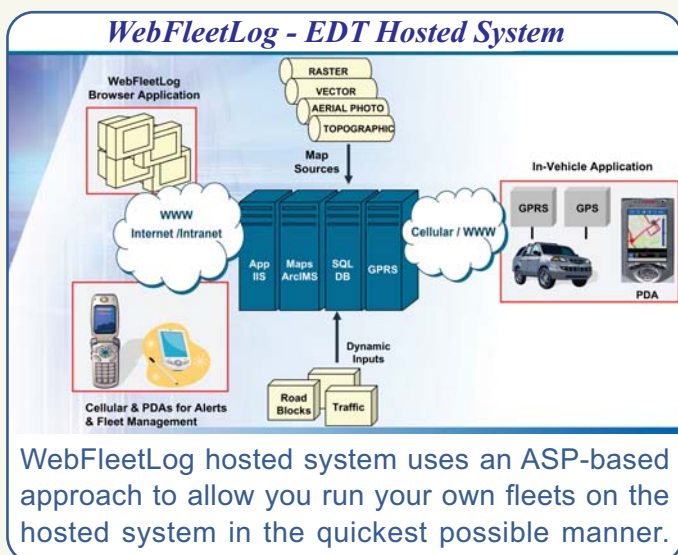 WebFleetLog - EDT Hosted System
WebFleetLog
Browser Application
RASTER
VECTOR
AERIAL PHOTO
TOPOGRAPHIC
Map
Sources
In-Vehicle Application
GPRS
GPS
PDA
WWW
Internet /Intranet
App
IIS
Maps
ArcIMS
SQL
DB
GPRS
Cellular / WWW
Dynamic
Inputs
Road
Blocks
Traffic
Cellular & PDAs for Alerts
& Fleet Management
WebFleetLog hosted system uses an ASP-based
approach to allow you run your own fleets on the
hosted system in the quickest possible manner.